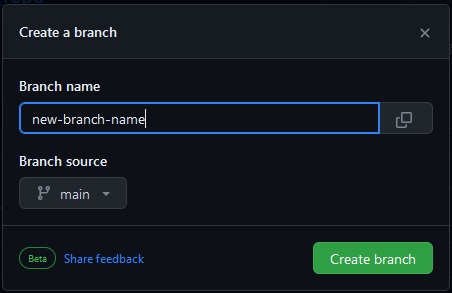 Create a branch
Branch name
new-branch-name
Branch source
main
Beta Share feedback
Create branch